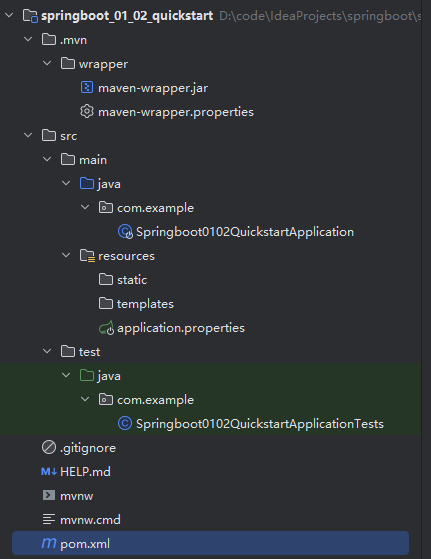 springboot_01_02_quickstart D:\code\IdeaProjects\springboot\s
.mvn
wrapper
maven-wrapper.jar
maven-wrapper.properties
src
main
java
com.example
Springboot0102QuickstartApplication
resources
static
templates
application.properties
test
java
com.example
Springboot0102QuickstartApplicationTests
.gitignore
M↓ HELP.md
mvnw
mvnw.cmd
m pom.xml